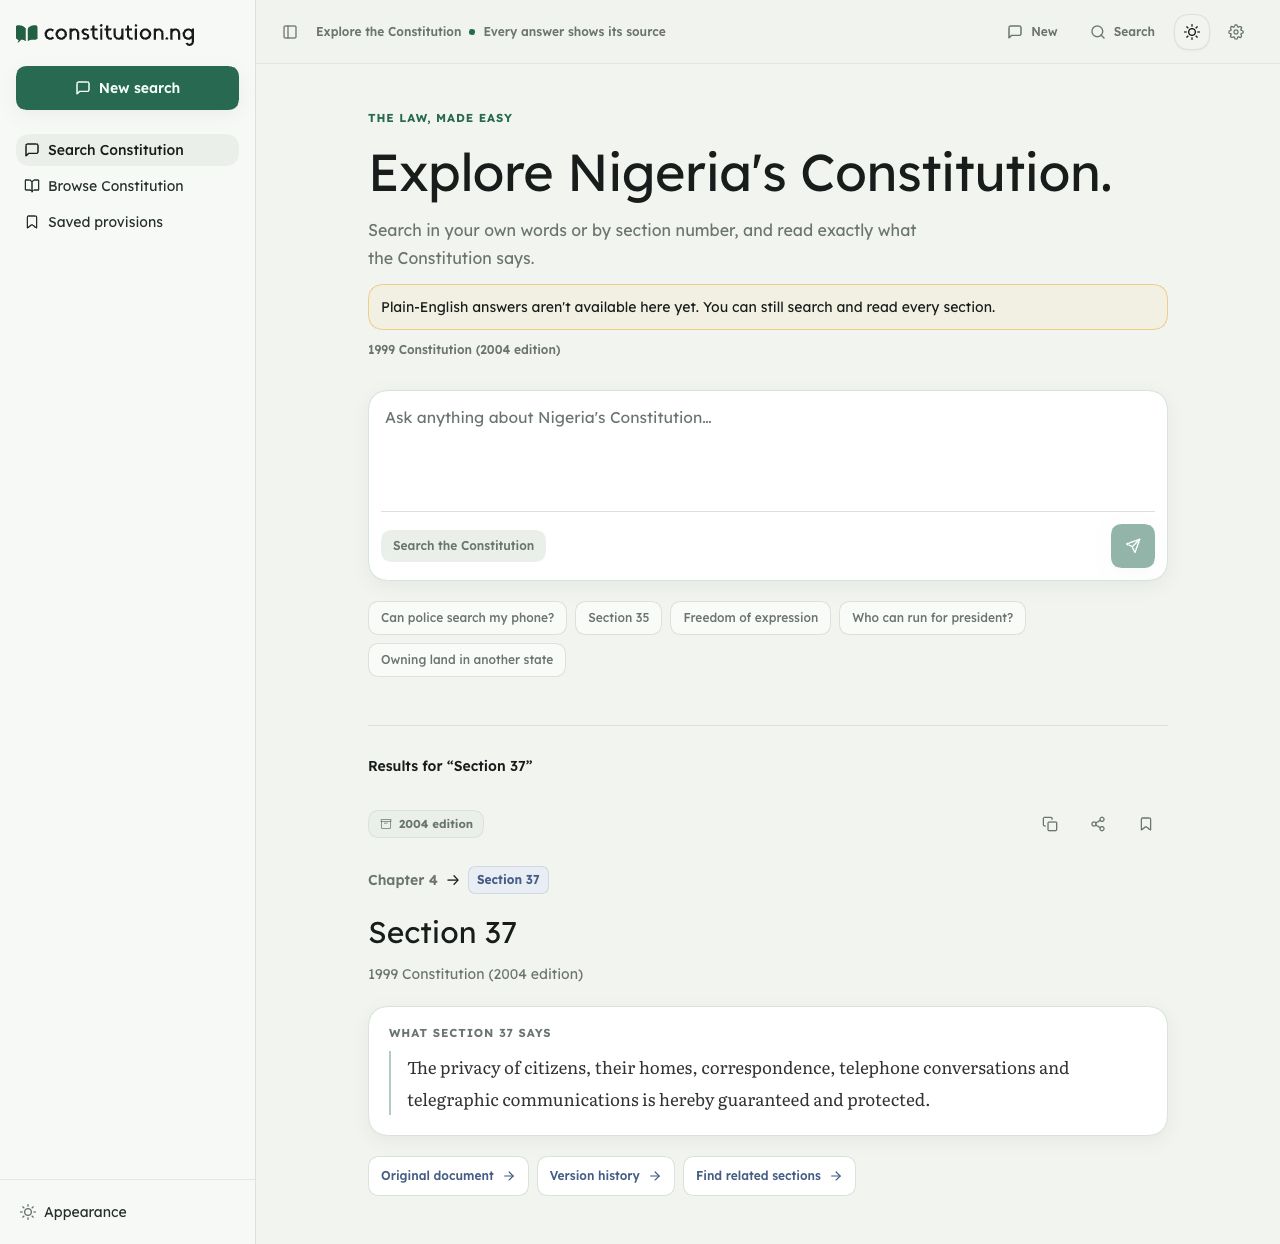 constitution.ng
New search
Search Constitution
Browse Constitution
Saved provisions
Appearance
Explore the Constitution • Every answer shows its source
New
Search
THE LAW, MADE EASY
Explore Nigeria's Constitution.
Search in your own words or by section number, and read exactly what
the Constitution says.
Plain-English answers aren't available here yet. You can still search and read every section.
1999 Constitution (2004 edition)
Ask anything about Nigeria's Constitution…
Search the Constitution
Can police search my phone?
Section 35
Freedom of expression
Who can run for president?
Owning land in another state
Results for “Section 37”
2004 edition
Chapter 4 → Section 37
Section 37
1999 Constitution (2004 edition)
WHAT SECTION 37 SAYS
The privacy of citizens, their homes, correspondence, telephone conversations and
telegraphic communications is hereby guaranteed and protected.
Original document →
Version history →
Find related sections →